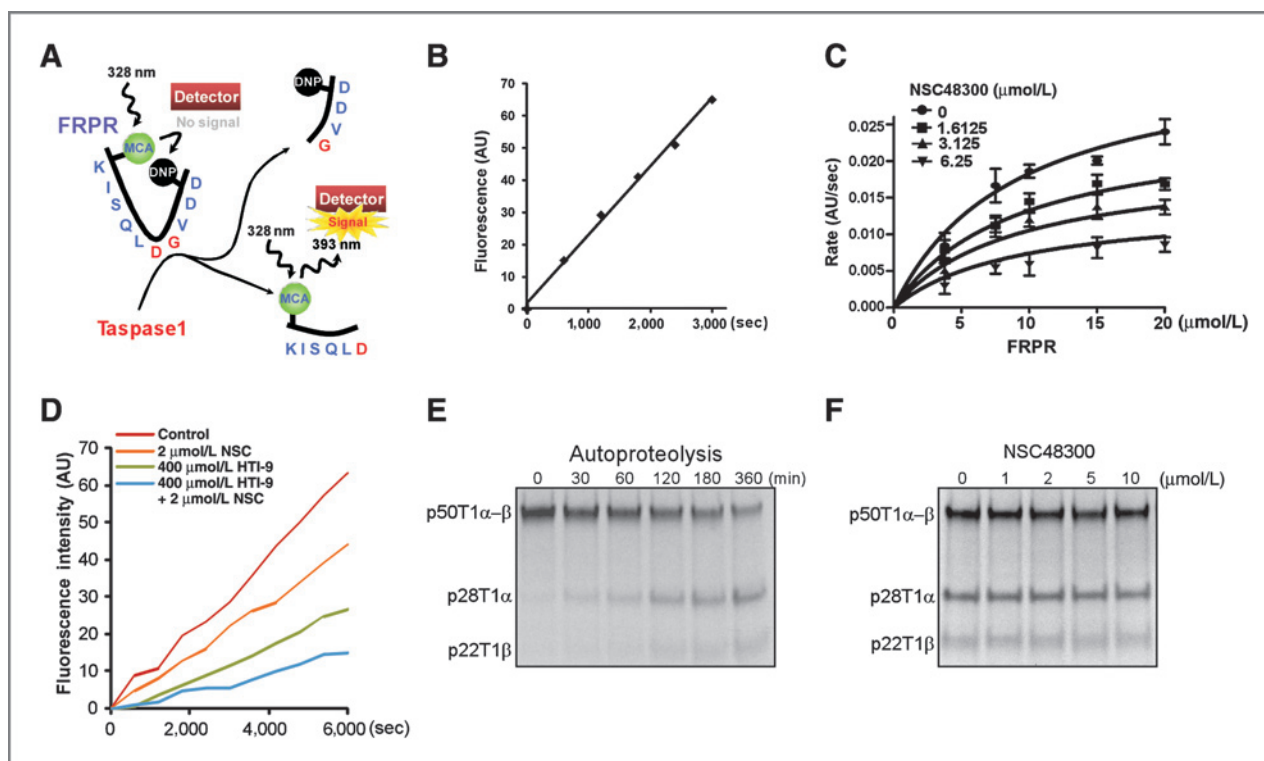 A
328 nm
Detector
No signal
FRPR
MCA
DNP
K
I
S
Q
L
D
G
V
D
D
Taspase1
DNP
D
D
V
G
Detector
Signal
328 nm
393 nm
MCA
K I S Q L D
B
Fluorescence (AU)
70
60
50
40
30
20
10
0
0 1,000 2,000 3,000 (sec)
C
NSC48300 (μmol/L)
0
1.6125
3.125
6.25
Rate (AU/sec)
0.025
0.020
0.015
0.010
0.005
0.000
0 5 10 15 20 (μmol/L)
FRPR
D
Control
2 μmol/L NSC
400 μmol/L HTI-9
400 μmol/L HTI-9
+ 2 μmol/L NSC
Fluorescence intensity (AU)
70
60
50
40
30
20
10
0
0 2,000 4,000 6,000 (sec)
E
Autoproteolysis
0 30 60 120 180 360 (min)
p50T1α–β
p28T1α
p22T1β
F
NSC48300
0 1 2 5 10 (μmol/L)
p50T1α–β
p28T1α
p22T1β